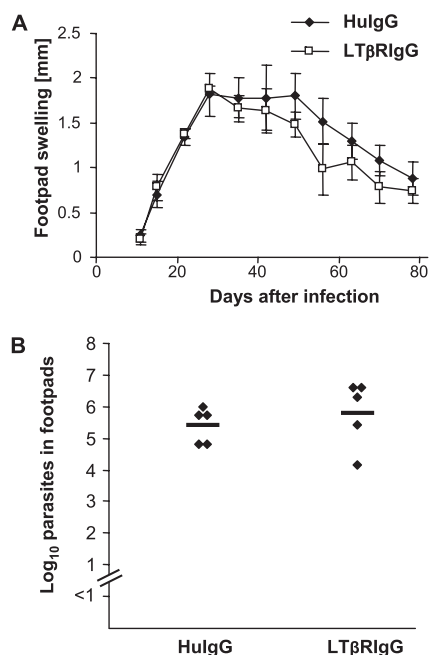 A
HuIgG
LTβRIgG
Footpad swelling [mm]
2.5
2
1.5
1
0.5
0
0
20
40
60
80
Days after infection
B
Log10 parasites in footpads
8
7
6
5
4
3
2
1
<1
HuIgG
LTβRIgG